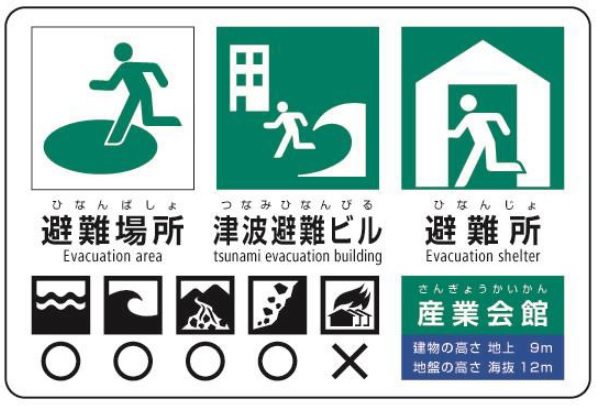 ひなんばしょ
避難場所
Evacuation area
つなみひなんびる
津波避難ビル
tsunami evacuation building
ひなんじょ
避難所
Evacuation shelter
さんぎょうかいかん
産業会館
建物の高さ 地上 9m
地盤の高さ 海抜 12m